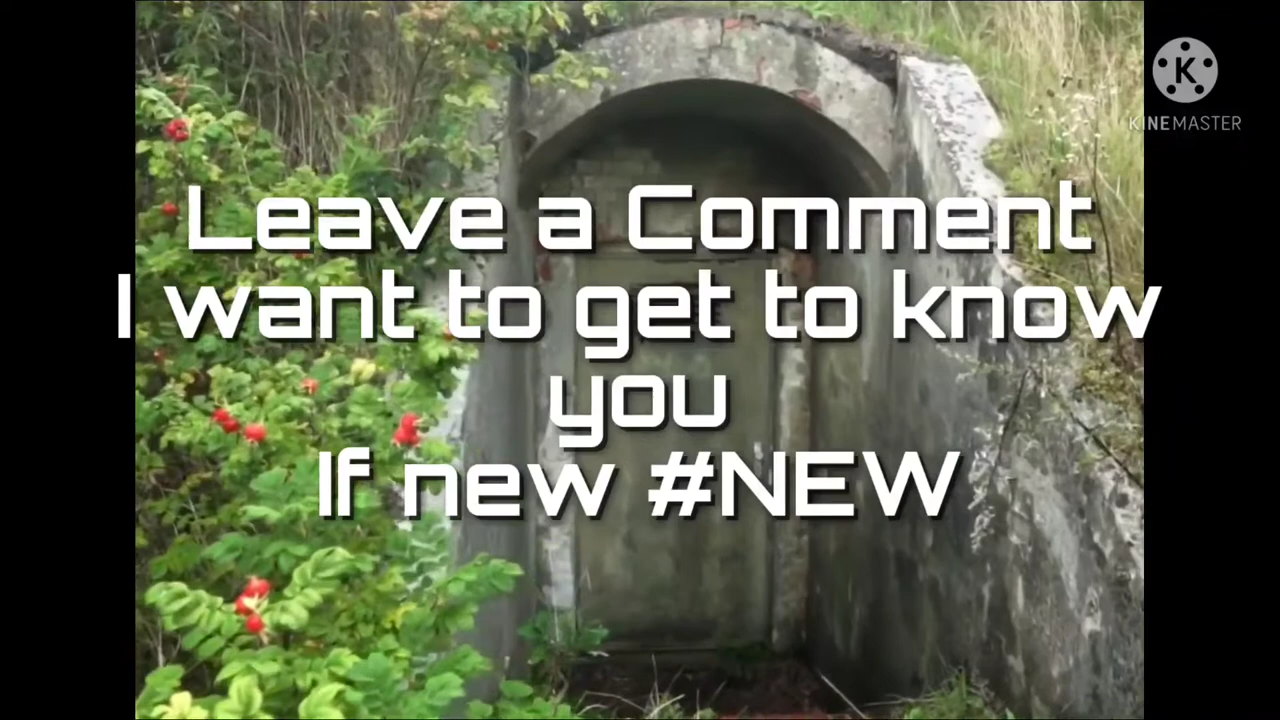 KINEMASTER
Leave a Comment
I want to get to know
you
If new #NEW